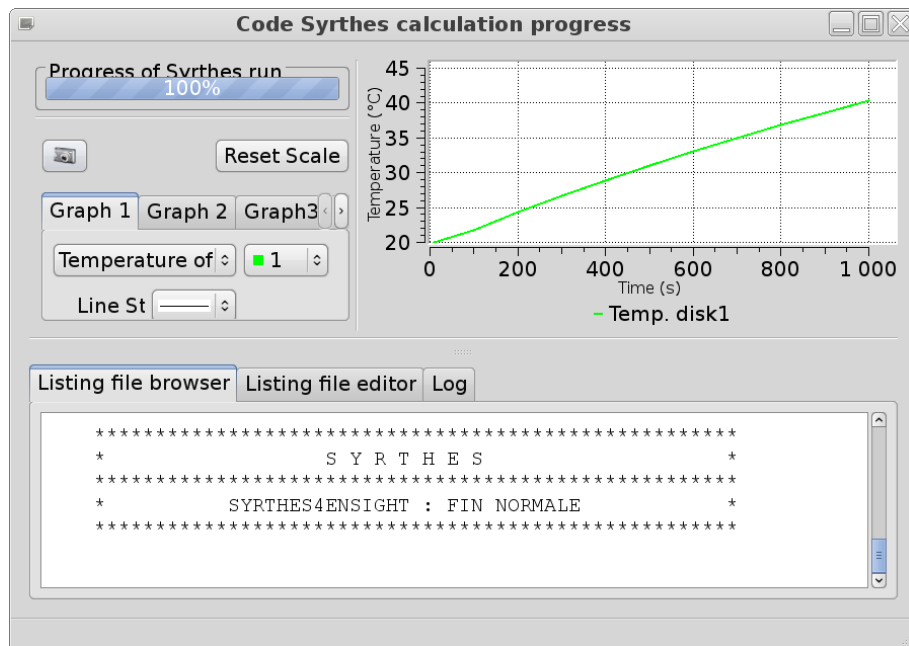 Code Syrthes calculation progress
Progress of Syrthes run
100%
Reset Scale
Graph 1
Graph 2
Graph3
Temperature of
1
Line St
45
40
35
30
25
20
Temperature (°C)
0
200
400
600
800
1 000
Time (s)
Temp. disk1
Listing file browser
Listing file editor
Log
*****************************************************
* S Y R T H E S *
*****************************************************
* SYRTHES4ENSIGHT : FIN NORMALE *
*****************************************************